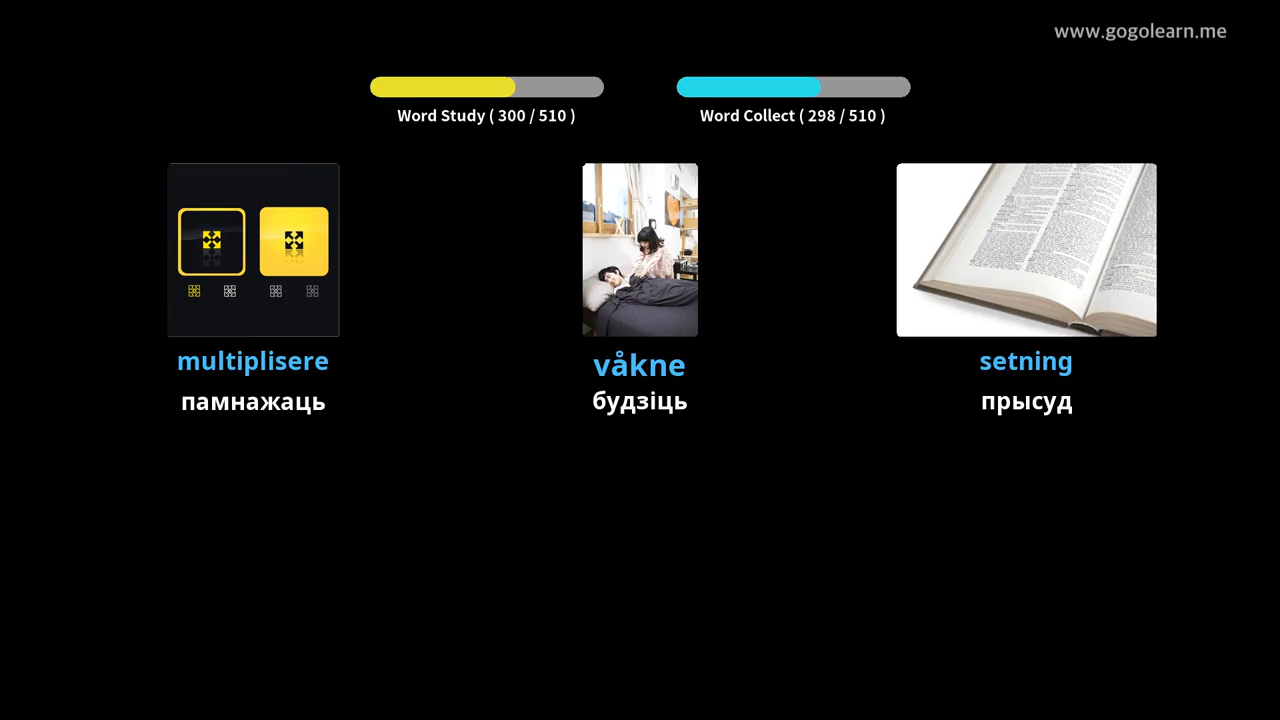 www.gogolearn.me
Word Study ( 300 / 510 )
Word Collect ( 298 / 510 )
multiplisere
våkne
setning
памнажаць
будзіць
прысуд